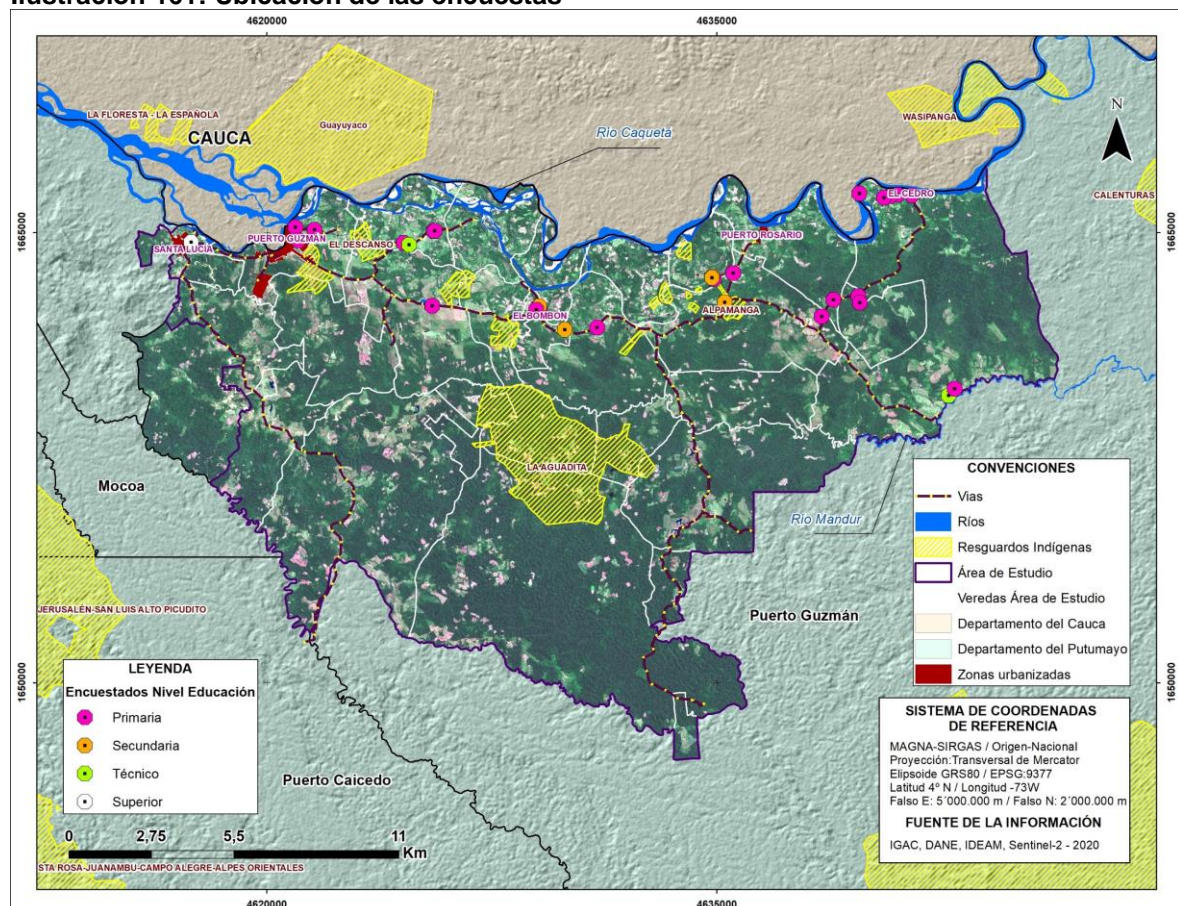 Ilustración 101: Ubicación de las encuestas
4620000
4635000
LA FLORESTA - LA ESPAÑOLA
Guayuyaco
CAUCA
Río Caquetá
WASIPANGA
N
CALENTURAS
EL CEDRO
1665000
1665000
SANTA LUCÍA
PUERTO GUZMÁN
EL DESCANSO
PUERTO ROSARIO
EL BOMBON
ALPAMANGA
LA AGUADITA
Mocoa
Río Mandur
JERUSALÉN-SAN LUIS ALTO PICUDITO
Puerto Guzmán
1650000
1650000
Puerto Caicedo
CONVENCIONES
Vias
Ríos
Resguardos Indígenas
Área de Estudio
Veredas Área de Estudio
Departamento del Cauca
Departamento del Putumayo
Zonas urbanizadas
LEYENDA
Encuestados Nivel Educación
Primaria
Secundaria
Técnico
Superior
0 2,75 5,5 11
Km
STA ROSA-JUANAMBU-CAMPO ALEGRE-ALPES ORIENTALES
SISTEMA DE COORDENADAS
DE REFERENCIA
MAGNA-SIRGAS / Origen-Nacional
Proyección:Transversal de Mercator
Elipsoide GRS80 / EPSG:9377
Latitud 4º N / Longitud -73W
Falso E: 5´000.000 m / Falso N: 2´000.000 m
FUENTE DE LA INFORMACIÓN
IGAC, DANE, IDEAM, Sentinel-2 - 2020
4620000
4635000